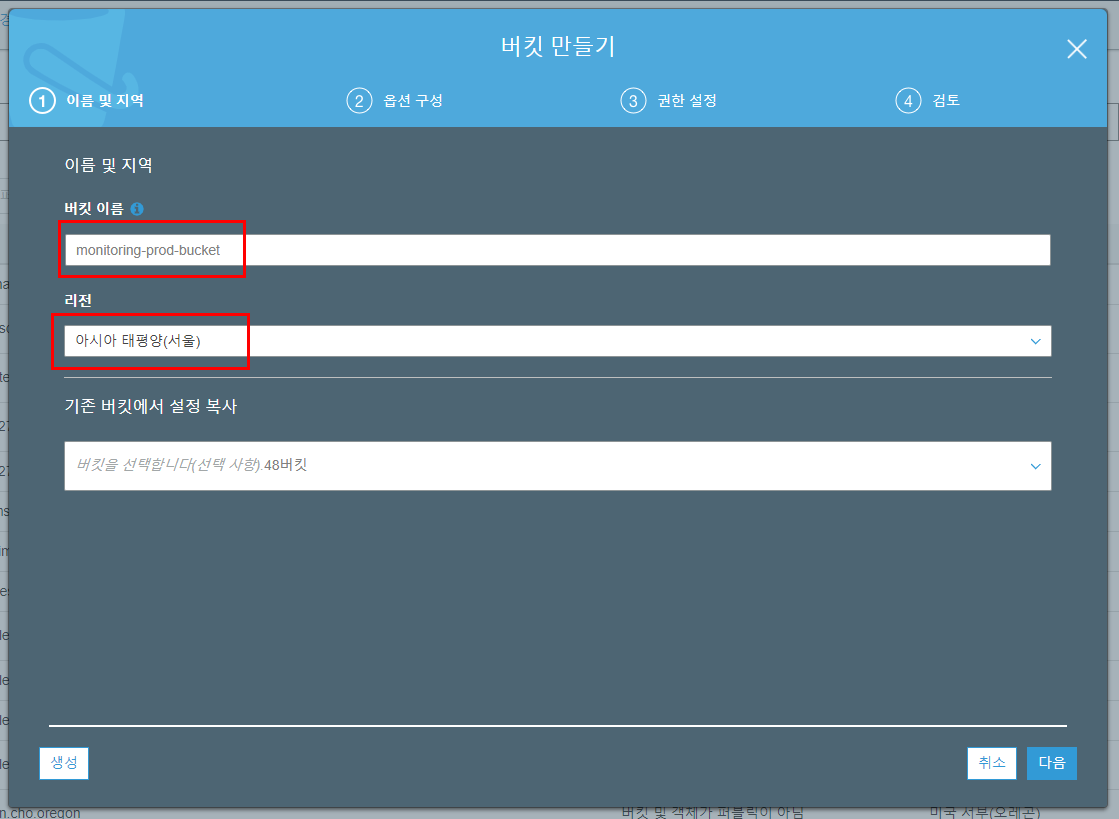 버킷 만들기
1 이름 및 지역 2 옵션 구성 3 권한 설정 4 검토
이름 및 지역
버킷 이름
monitoring-prod-bucket
리전
아시아 태평양(서울)
기존 버킷에서 설정 복사
버킷을 선택합니다(선택 사항).48버킷
생성 취소 다음
n.cho.oregon 버킷 및 객체가 퍼블릭이 아님 미국 서부(오레곤)